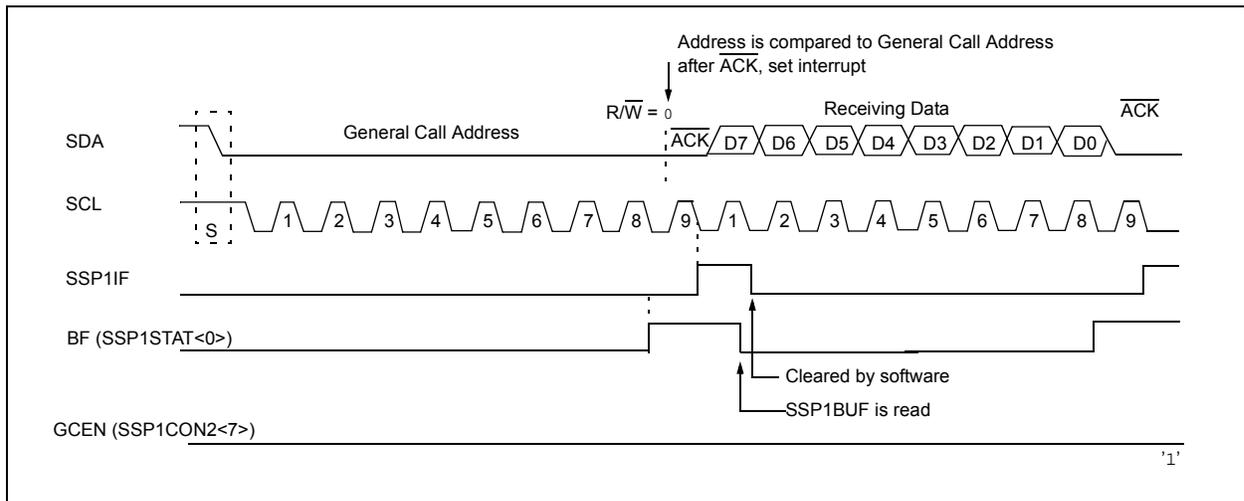 Address is compared to General Call Address
after ACK, set interrupt
R/W = 0
Receiving Data
ACK
SDA
General Call Address
ACK
D7 D6 D5 D4 D3 D2 D1 D0
SCL
S
1 2 3 4 5 6 7 8 9 1 2 3 4 5 6 7 8 9
SSP1IF
BF (SSP1STAT<0>)
Cleared by software
SSP1BUF is read
GCEN (SSP1CON2<7>)
'1'